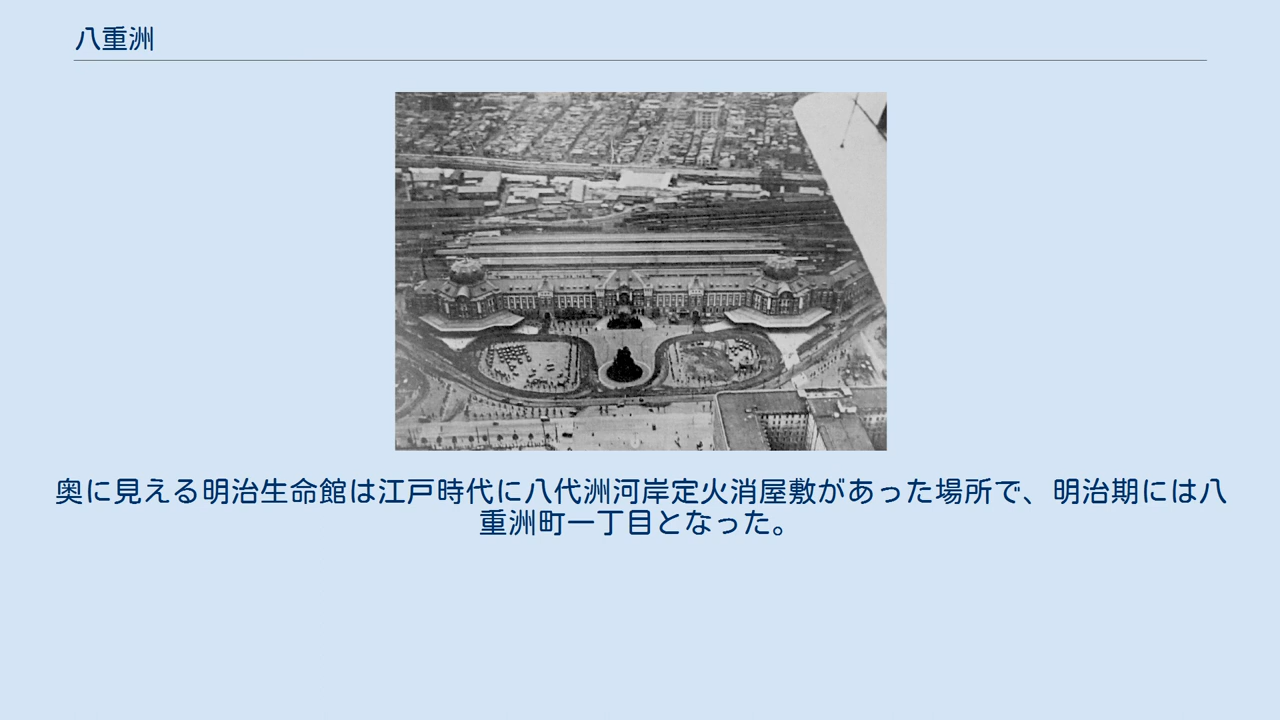 八重洲
奥に見える明治生命館は江戸時代に八代洲河岸定火消屋敷があった場所で、明治期には八
重洲町一丁目となった。